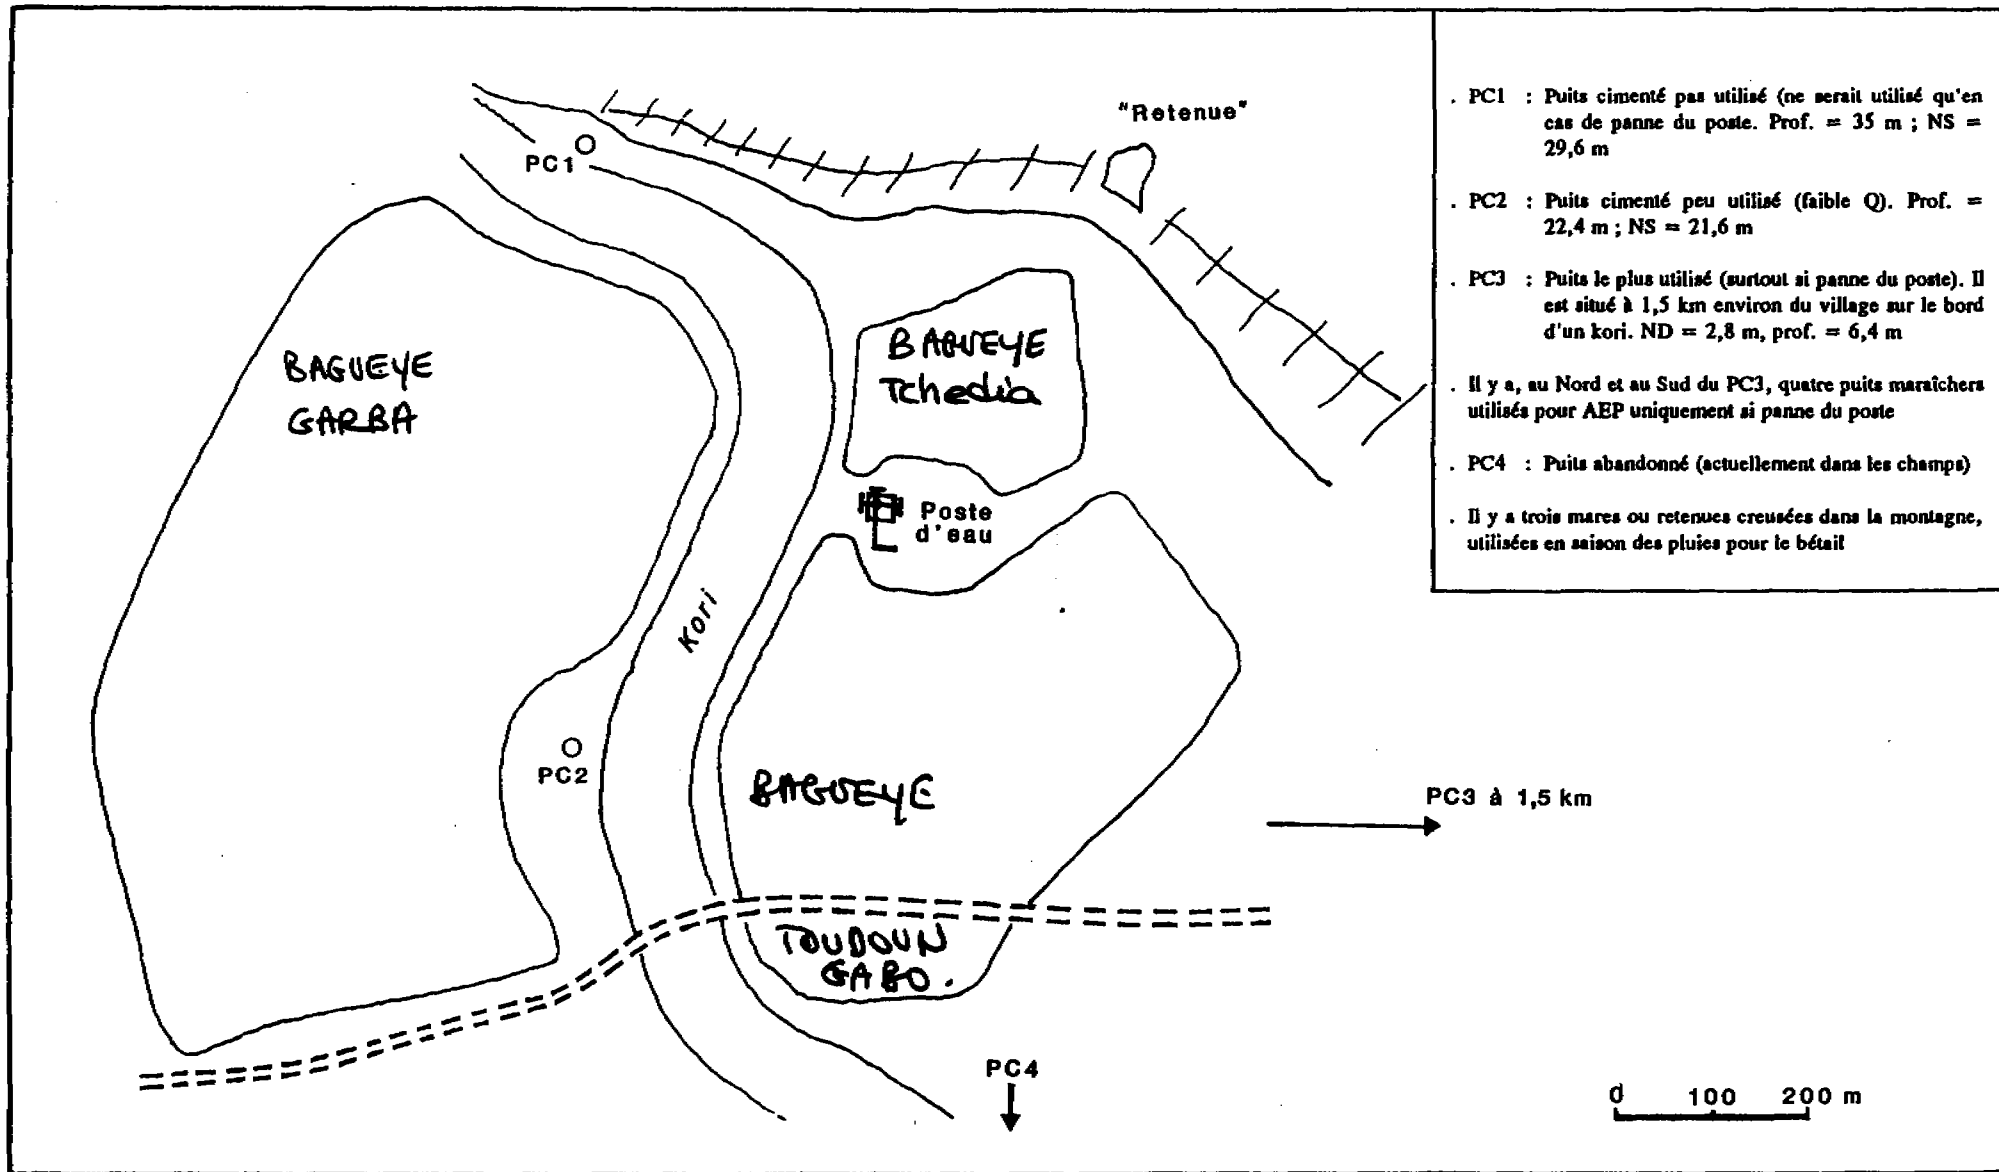 "Retenue"
PC1
BAGUEYE
GARBA
BAGUEYE
Tchedia
Poste
d'eau
Kori
PC2
BAGUEYE
PC3 à 1,5 km
TOUDOUN
GABO.
PC4
0 100 200 m
. PC1 : Puits cimenté pas utilisé (ne serait utilisé qu'en
cas de panne du poste. Prof. = 35 m ; NS =
29,6 m
. PC2 : Puits cimenté peu utilisé (faible Q). Prof. =
22,4 m ; NS = 21,6 m
. PC3 : Puits le plus utilisé (surtout si panne du poste). Il
est situé à 1,5 km environ du village sur le bord
d'un kori. ND = 2,8 m, prof. = 6,4 m
. Il y a, au Nord et au Sud du PC3, quatre puits maraîchers
utilisés pour AEP uniquement si panne du poste
. PC4 : Puits abandonné (actuellement dans les champs)
. Il y a trois mares ou retenues creusées dans la montagne,
utilisées en saison des pluies pour le bétail